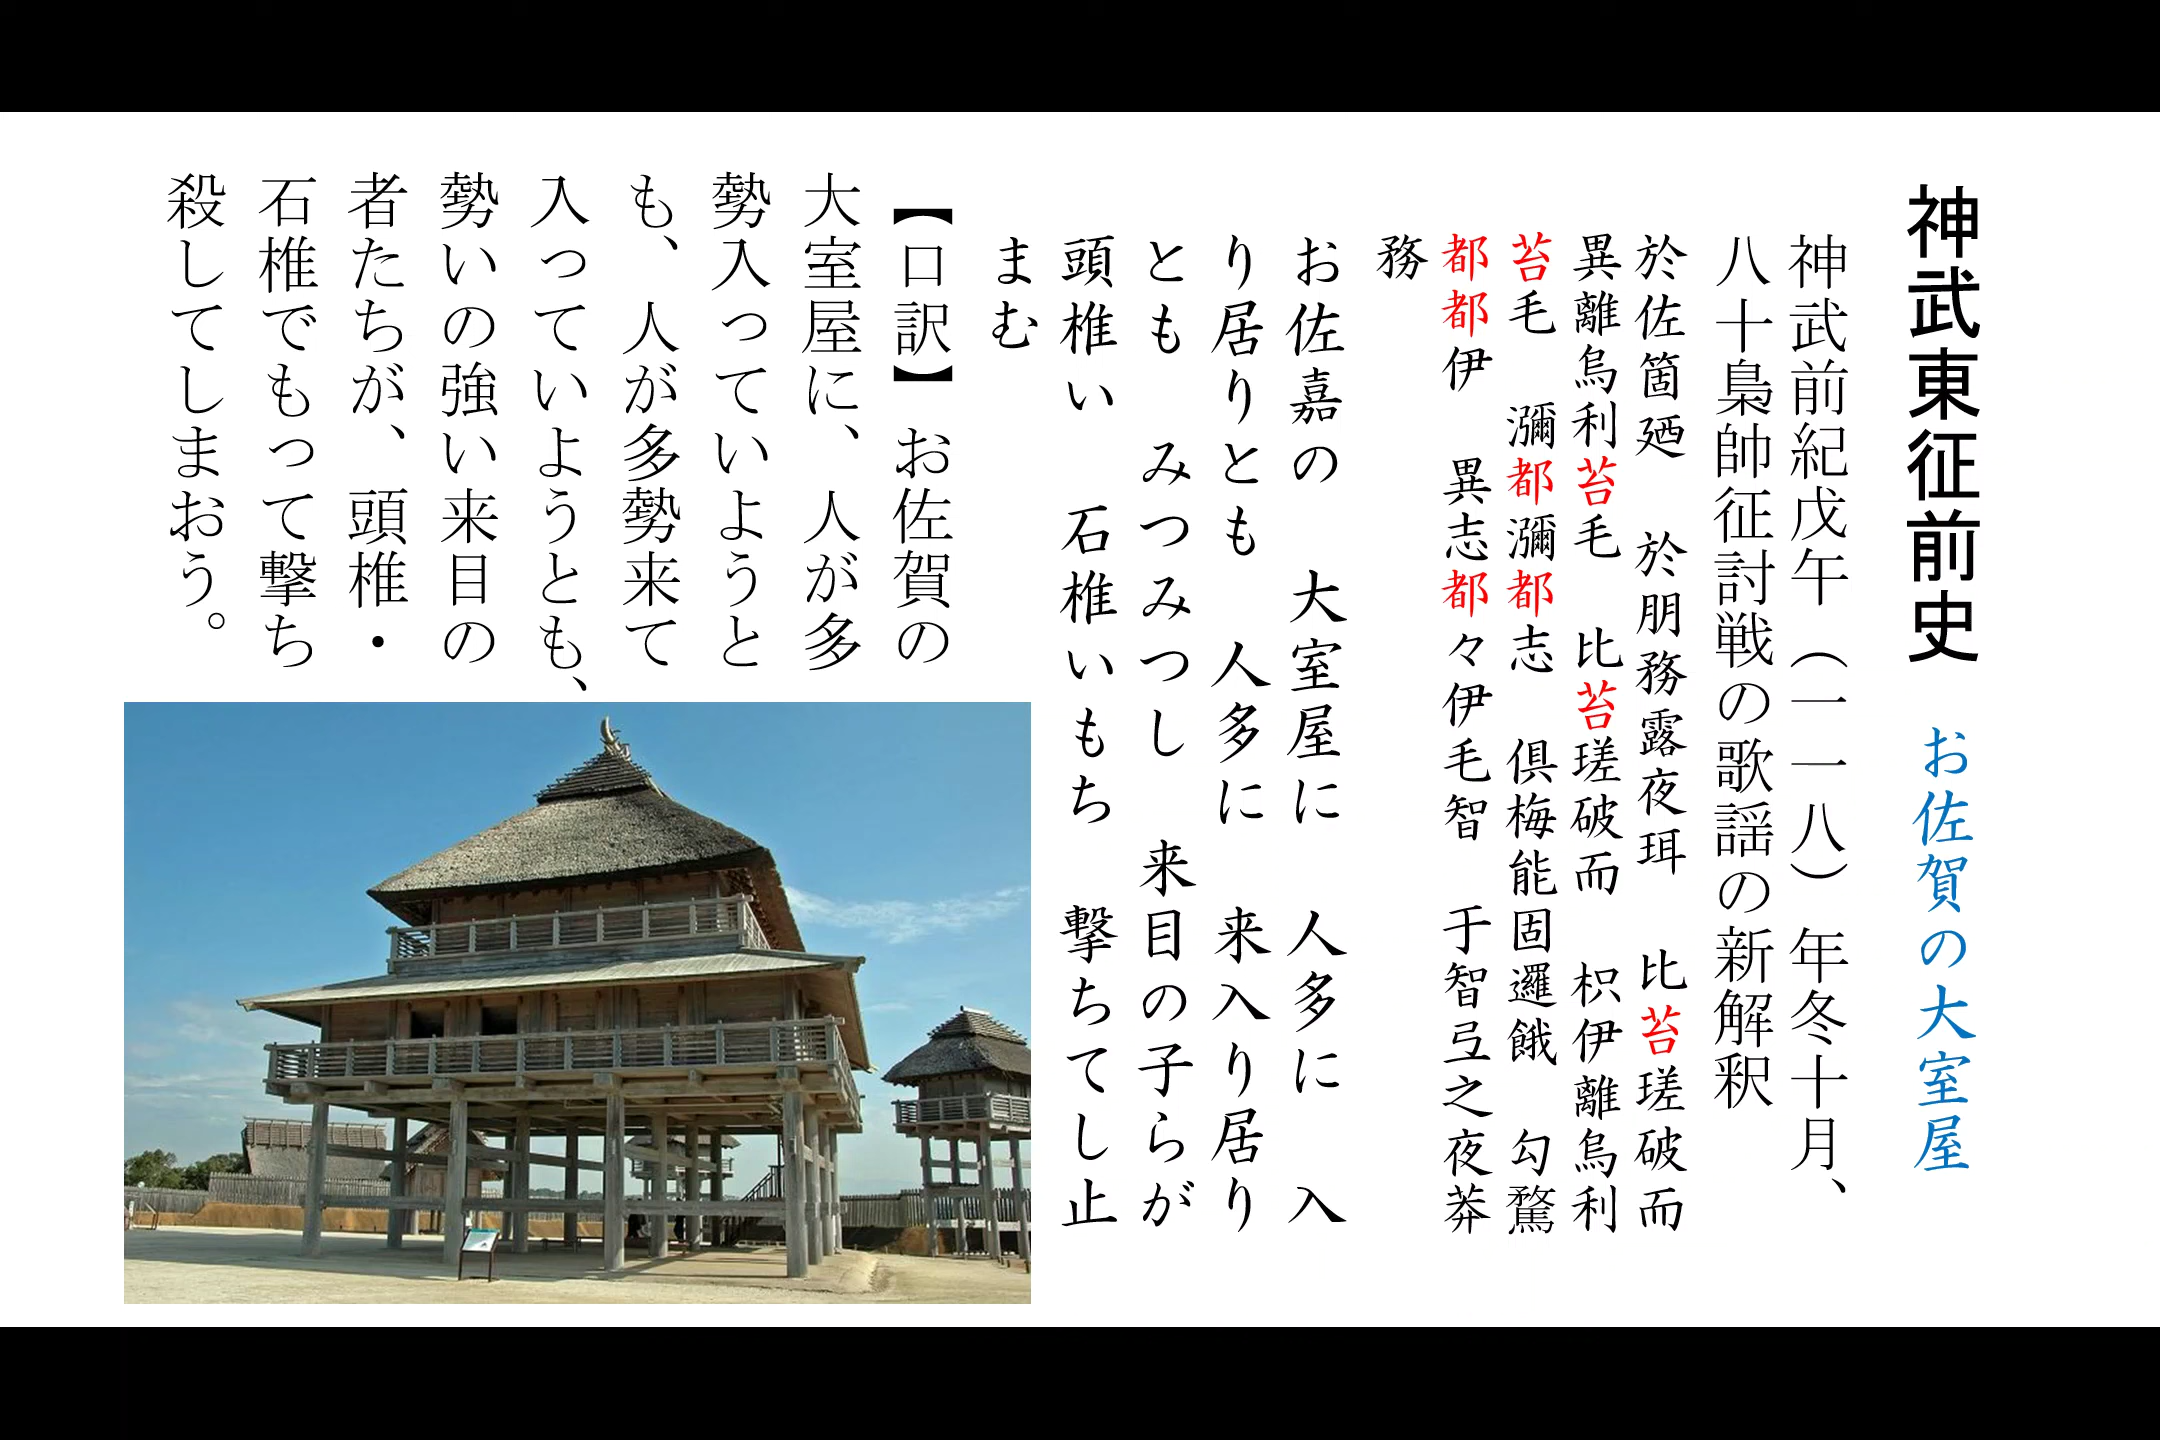 神武東征前史　お佐賀の大室屋
神武前紀戊午（一一八）年冬十月、
八十梟帥征討戦の歌謡の新解釈
於佐箇廼　於朋務露夜珥　比苔瑳破而
異離烏利苔毛　比苔瑳破而　枳伊離烏利
苔毛　瀰都瀰都志　倶梅能固邏餓　勾騖
都都伊　異志都々伊毛智　于智弖之夜莽
務
お佐嘉の　大室屋に　人多に　入
り居りとも　人多に　来入り居り
とも　みつみつし　来目の子らが
頭椎い　石椎いもち　撃ちてし止
まむ
【口訳】お佐賀の
大室屋に、人が多
勢入っていようと
も、人が多勢来て
入っていようとも、
勢いの強い来目の
者たちが、頭椎・
石椎でもって撃ち
殺してしまおう。